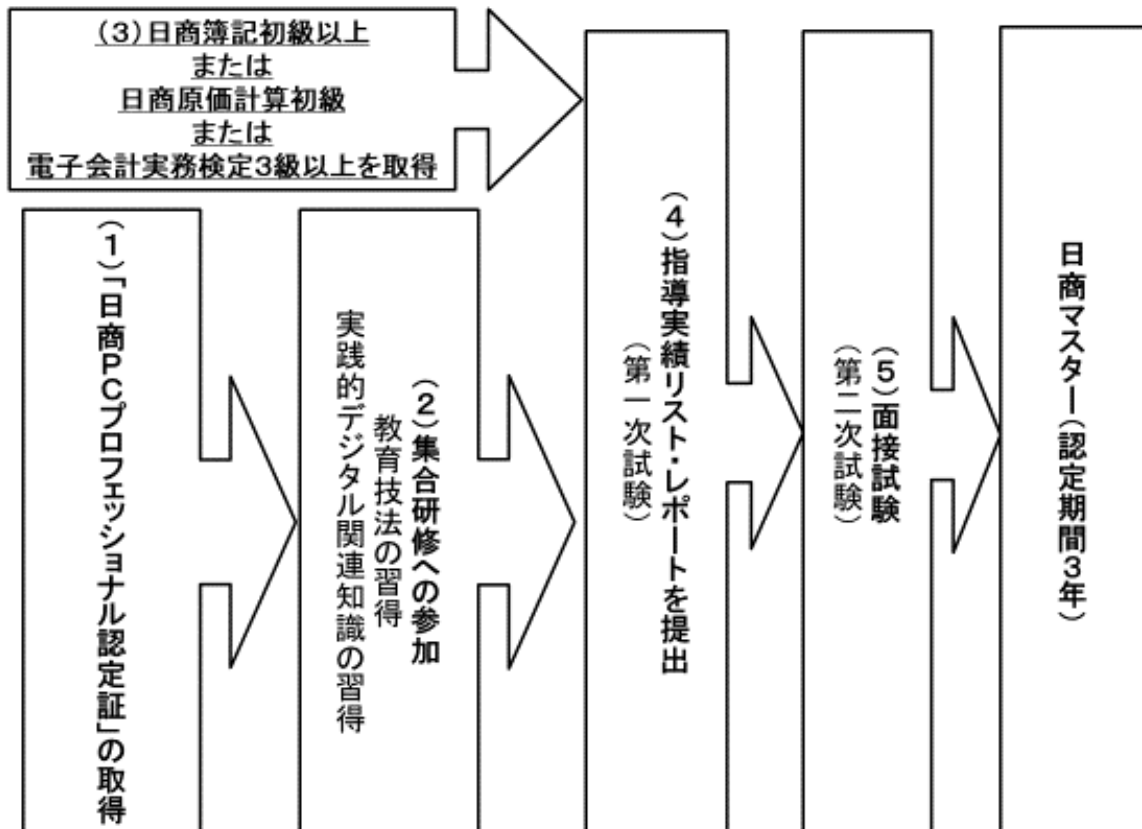 (3)日商簿記初級以上
または
日商原価計算初級
または
電子会計実務検定3級以上を取得
(1)「日商PCプロフェッショナル認定証」の取得
(2)集合研修への参加
教育技法の習得
実践的デジタル関連知識の習得
(4)指導実績リスト・レポートを提出
(第一次試験)
(5)面接試験
(第二次試験)
日商マスター(認定期間3年)